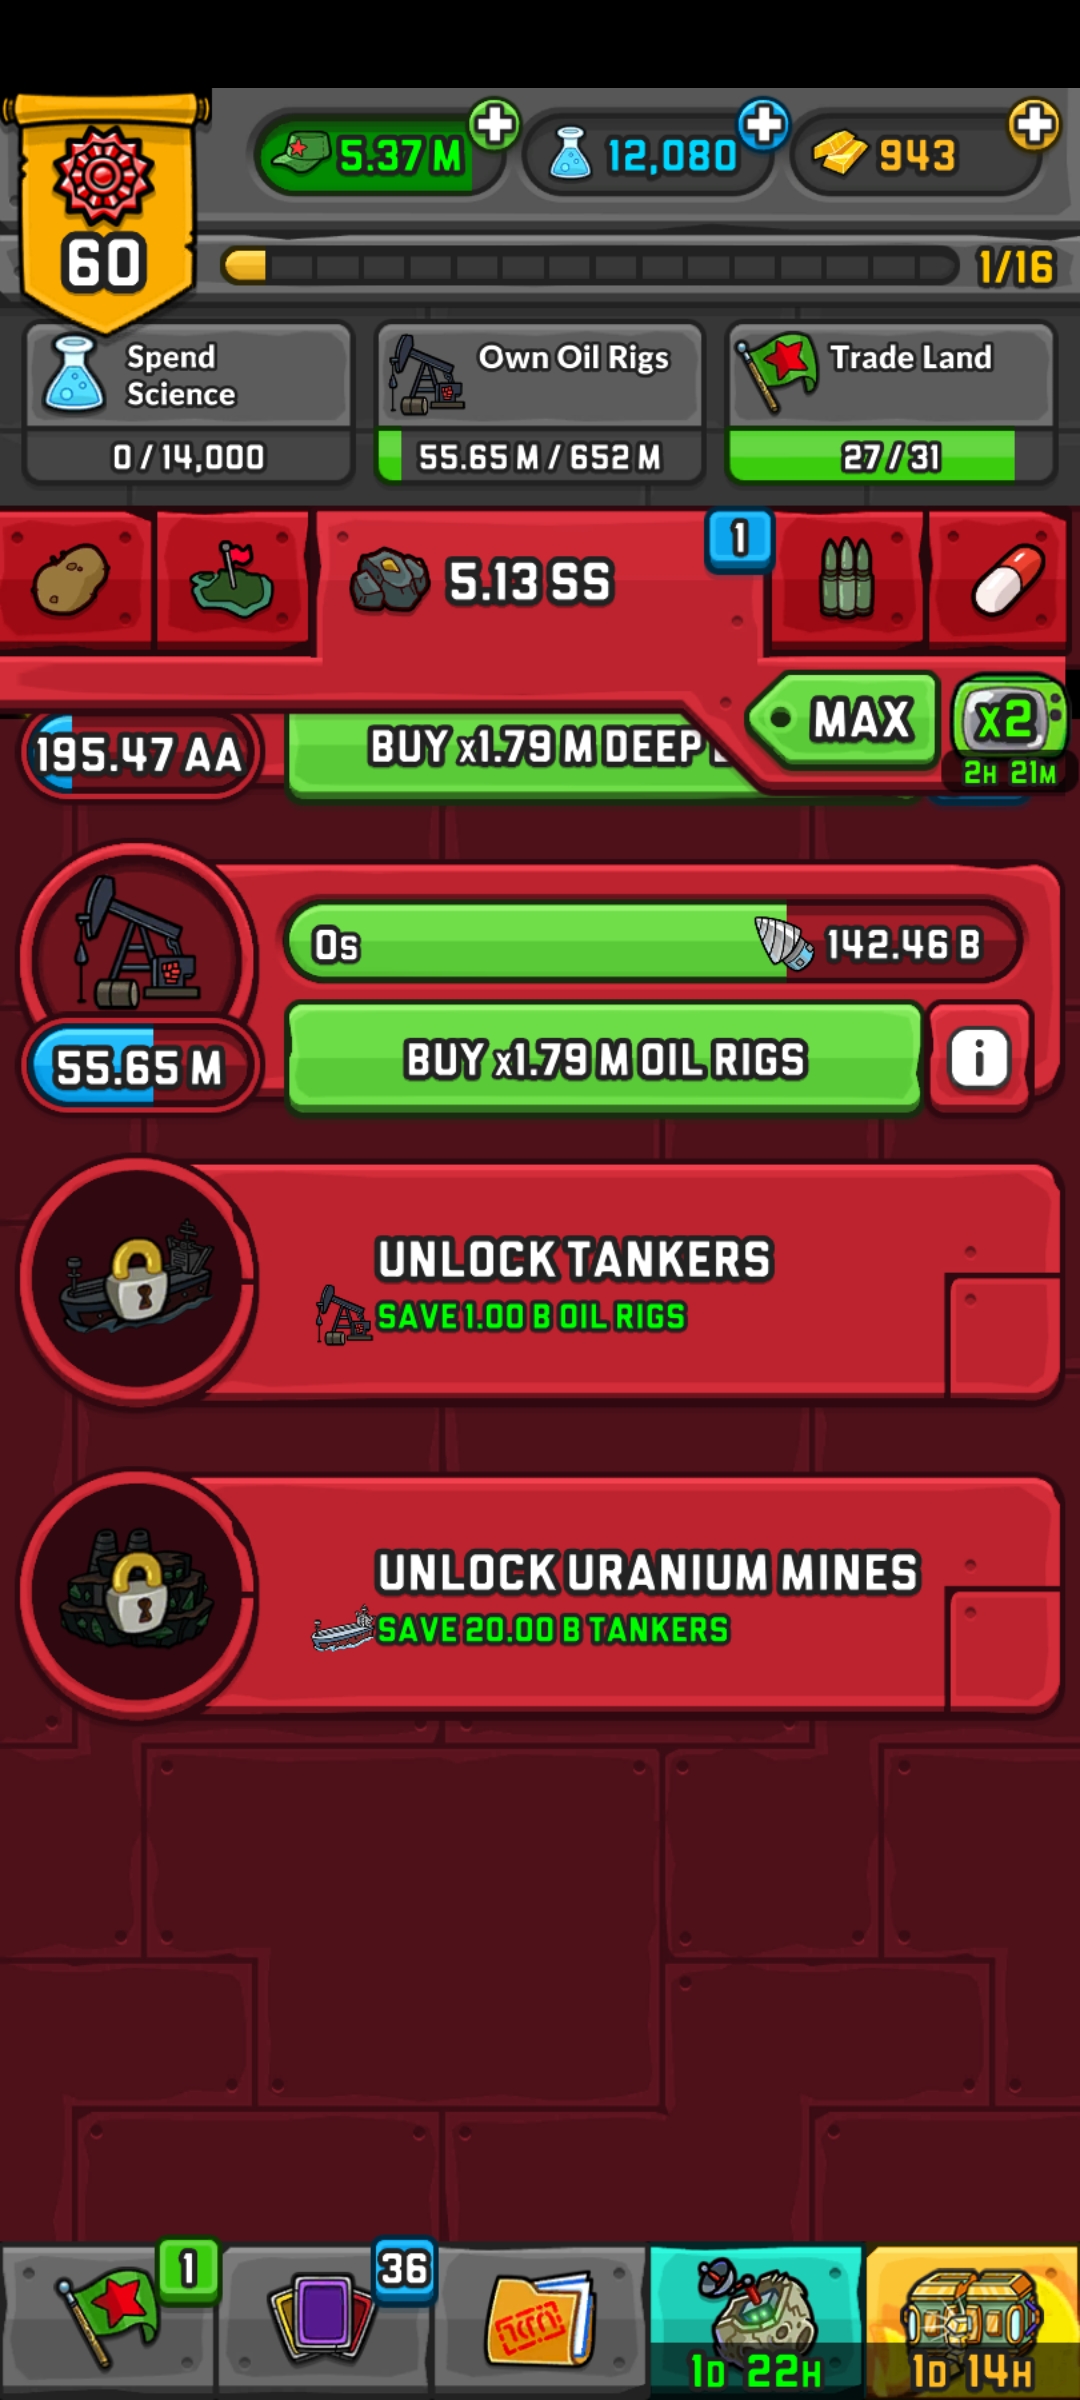 60
5.37 M
12,080
943
1/16
Spend
Science
0 / 14,000
Own Oil Rigs
55.65 M / 652 M
Trade Land
27 / 31
5.13 SS
1
MAX
x2
2H 21M
195.47 AA
BUY x1.79 M DEEP
0s
142.46 B
55.65 M
BUY x1.79 M OIL RIGS
i
UNLOCK TANKERS
SAVE 1.00 B OIL RIGS
UNLOCK URANIUM MINES
SAVE 20.00 B TANKERS
1
36
1D 22H
1D 14H